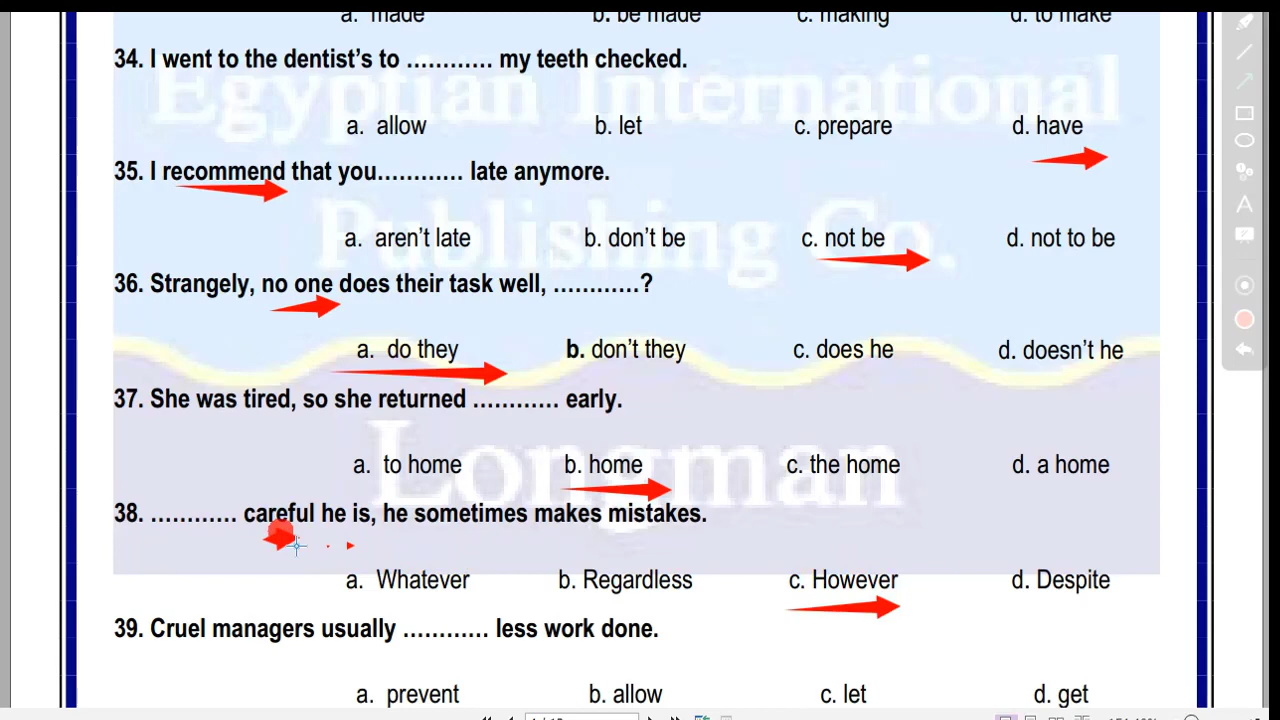 a. made b. be made c. making d. to make
34. I went to the dentist's to ………… my teeth checked.
Egyptian International
a. allow b. let c. prepare d. have
35. I recommend that you………… late anymore.
Publishing Co.
a. aren't late b. don't be c. not be d. not to be
36. Strangely, no one does their task well, …………?
a. do they b. don't they c. does he d. doesn't he
37. She was tired, so she returned ………… early.
Longman
a. to home b. home c. the home d. a home
38. ………… careful he is, he sometimes makes mistakes.
a. Whatever b. Regardless c. However d. Despite
39. Cruel managers usually ………… less work done.
a. prevent b. allow c. let d. get